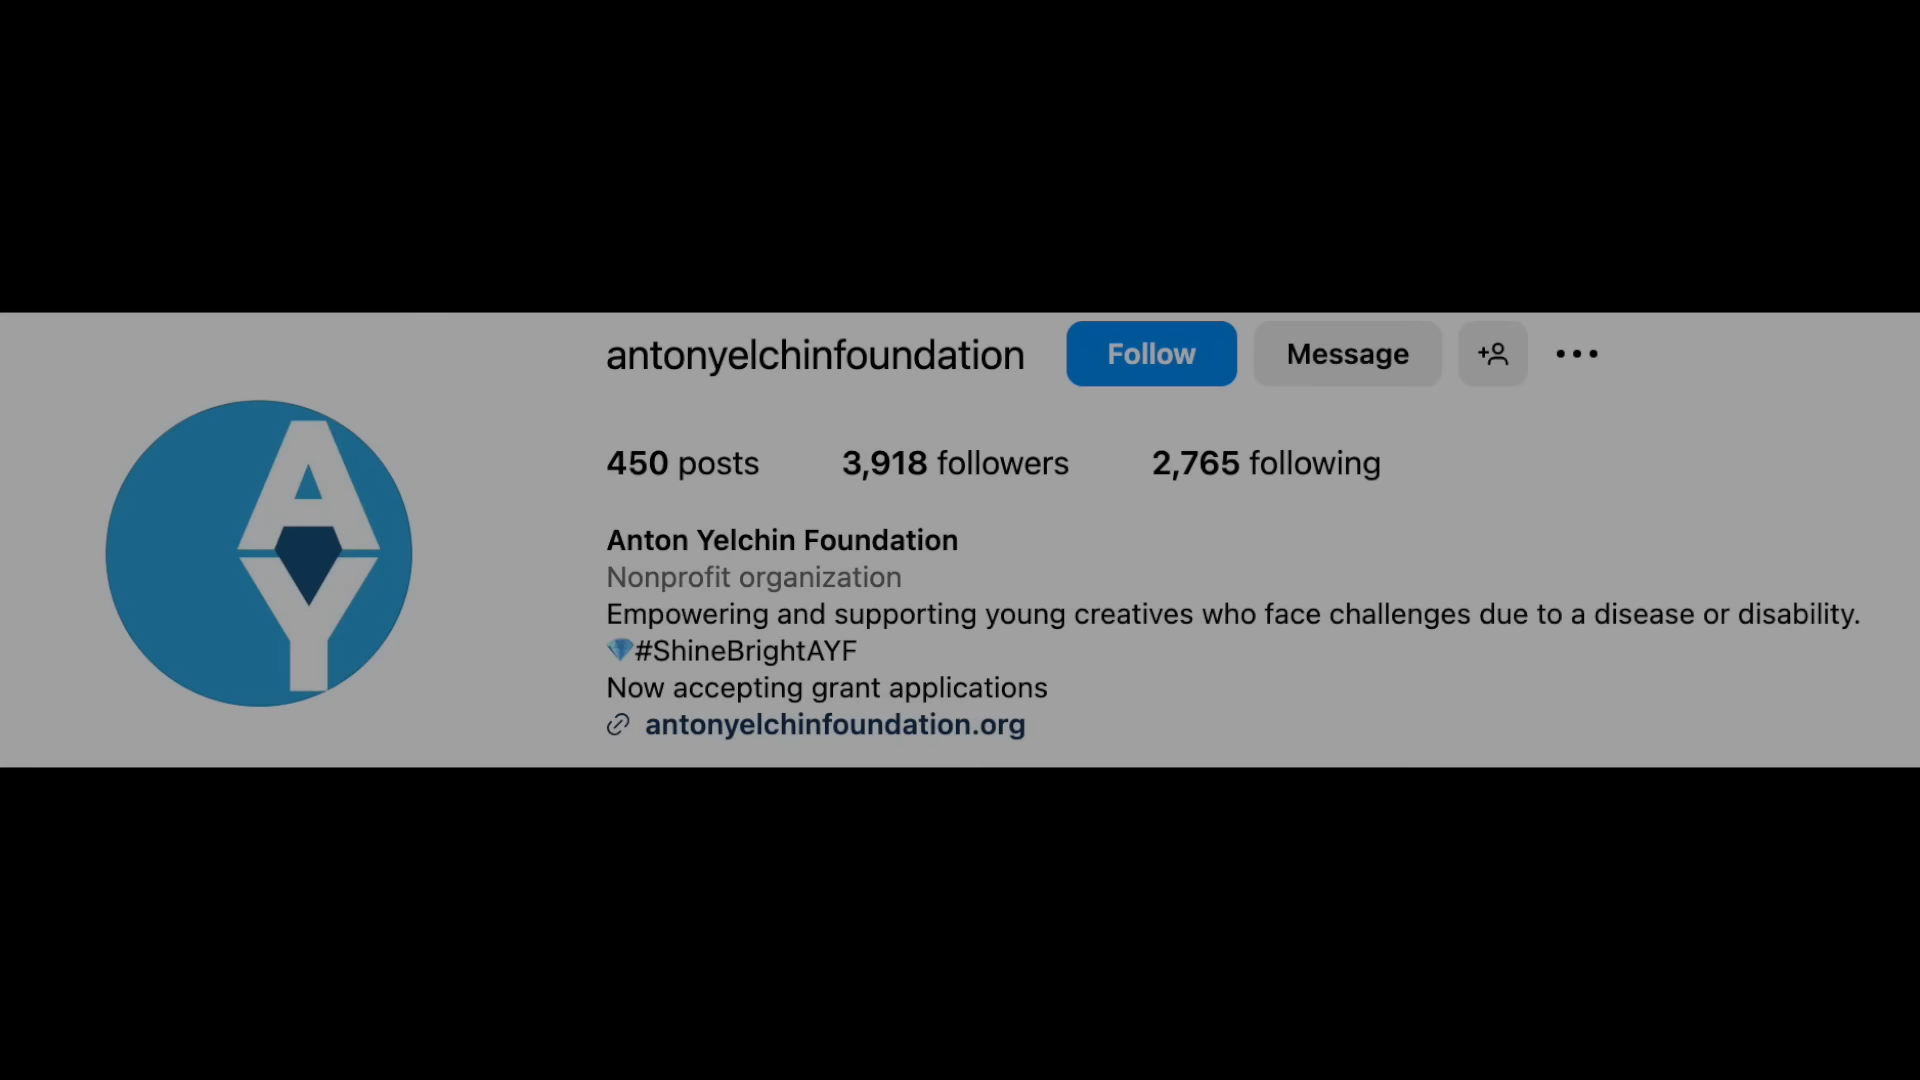 antonyelchinfoundation Follow Message
450 posts 3,918 followers 2,765 following
AY
Anton Yelchin Foundation
Nonprofit organization
Empowering and supporting young creatives who face challenges due to a disease or disability.
💎#ShineBrightAYF
Now accepting grant applications
antonyelchinfoundation.org